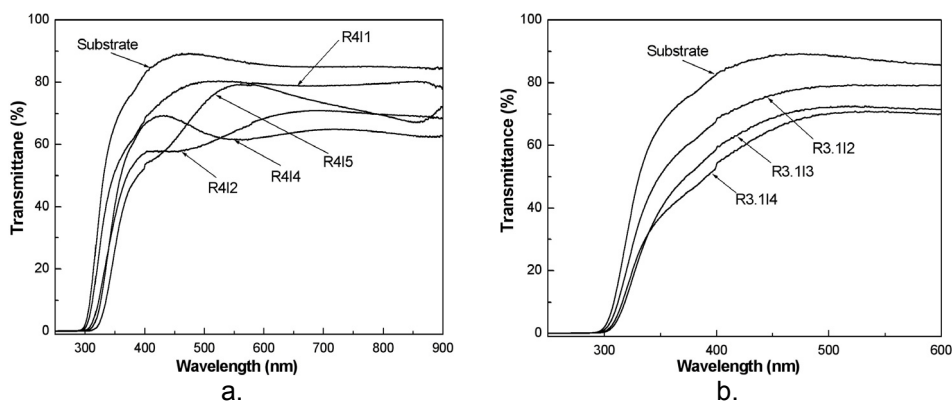 100
80
60
40
20
0
Transmittane (%)
Substrate
R4I1
R4I5
R4I4
R4I2
300 400 500 600 700 800 900
Wavelength (nm)
a.
100
80
60
40
20
0
Transmittance (%)
Substrate
R3.1I2
R3.1I3
R3.1I4
300 400 500 600
Wavelength (nm)
b.